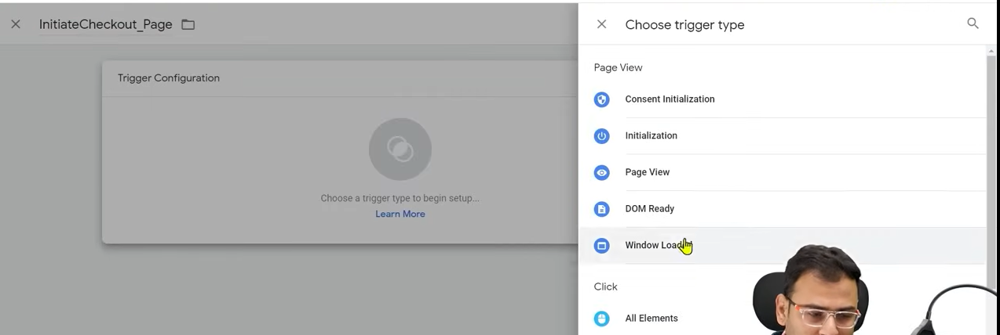 InitiateCheckout_Page
Choose trigger type
Trigger Configuration
Choose a trigger type to begin setup...
Learn More
Page View
Consent Initialization
Initialization
Page View
DOM Ready
Window Loaded
Click
All Elements